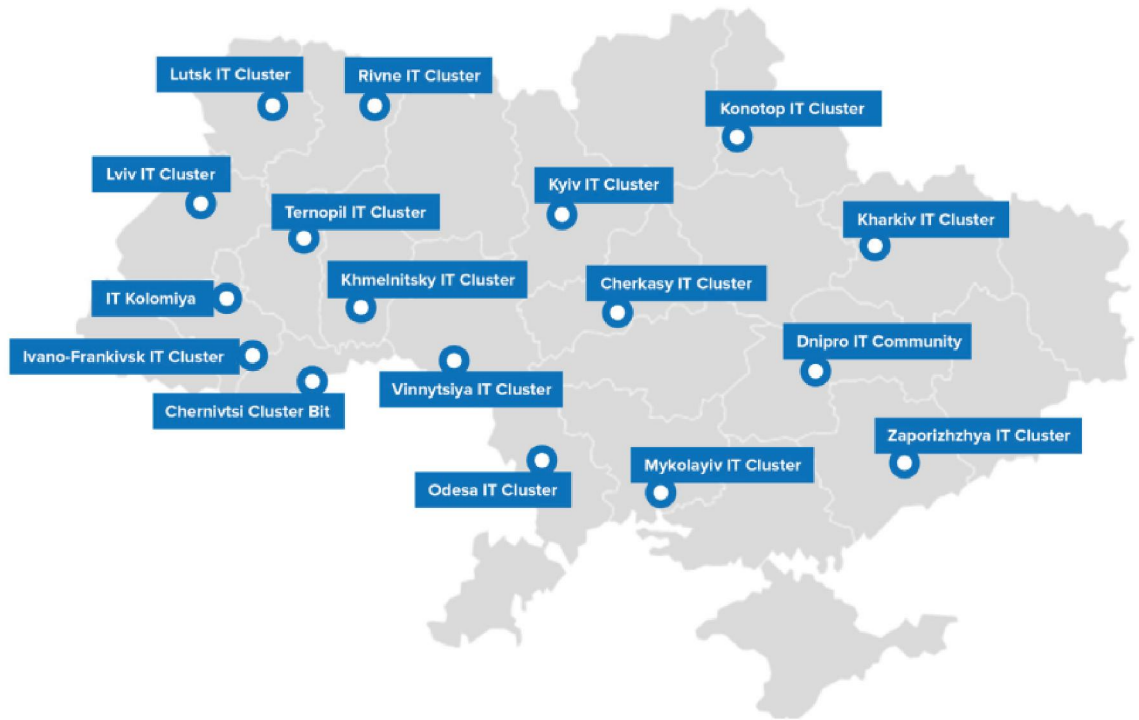 Lutsk IT Cluster
Rivne IT Cluster
Konotop IT Cluster
Lviv IT Cluster
Kyiv IT Cluster
Ternopil IT Cluster
Kharkiv IT Cluster
Khmelnitsky IT Cluster
Cherkasy IT Cluster
IT Kolomiya
Dnipro IT Community
Ivano-Frankivsk IT Cluster
Vinnytsiya IT Cluster
Chernivtsi Cluster Bit
Zaporizhzhya IT Cluster
Mykolayiv IT Cluster
Odesa IT Cluster